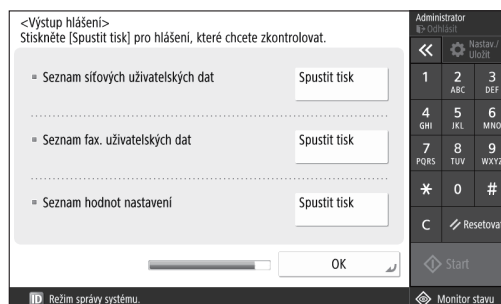 <Výstup hlášení>
Stiskněte [Spustit tisk] pro hlášení, které chcete zkontrolovat.
Seznam síťových uživatelských dat
Spustit tisk
Seznam fax. uživatelských dat
Spustit tisk
Seznam hodnot nastavení
Spustit tisk
OK
ID Režim správy systému.
Administrator
Odhlásit
Nastav./
Uložit
1 2 3
ABC DEF
4 5 6
GHI JKL MNO
7 8 9
PQRS TUV WXYZ
* 0 #
C Resetovat
Start
Monitor stavu